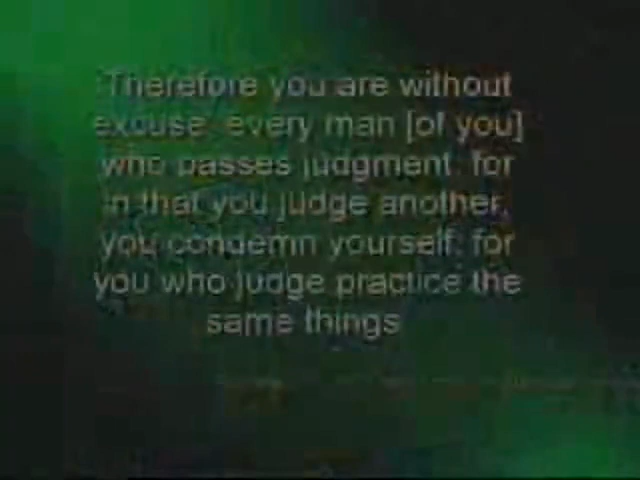 Therefore you are without
excuse, every man [of you]
who passes judgment, for
in that you judge another,
you condemn yourself; for
you who judge practice the
same things.